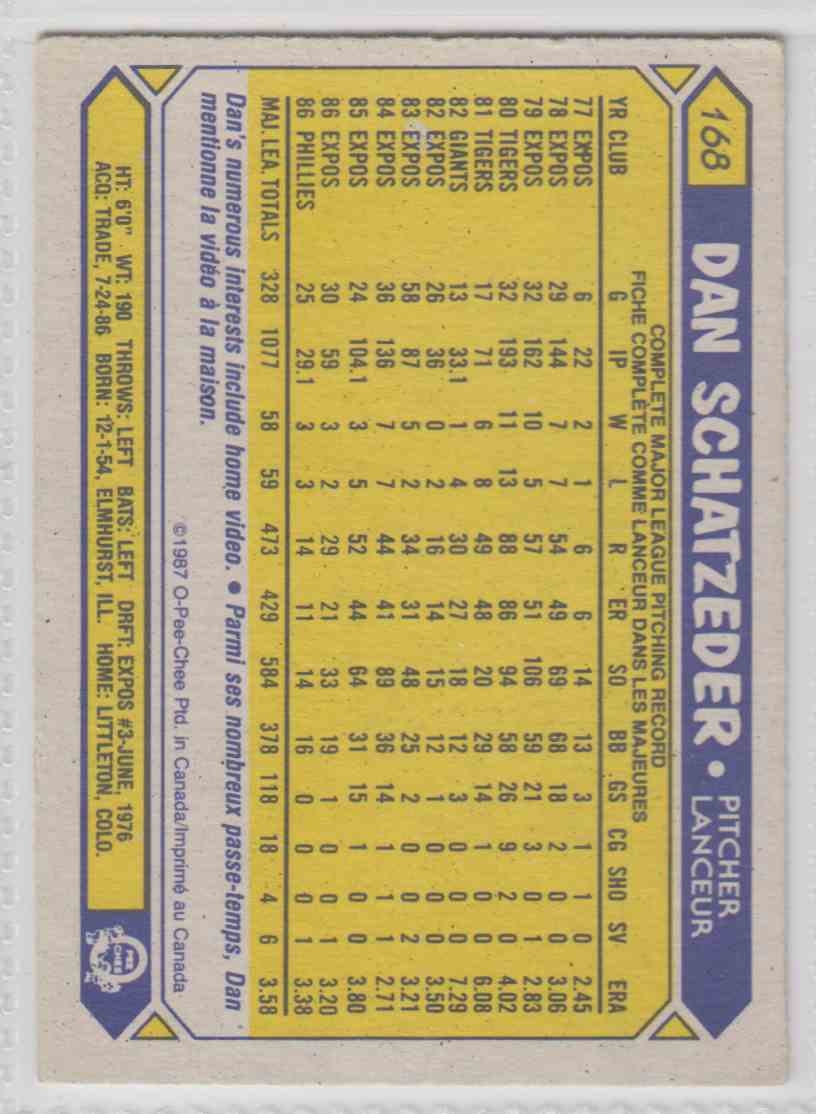 168 DAN SCHATZEDER • PITCHER
LANCEUR
COMPLETE MAJOR LEAGUE PITCHING RECORD
FICHE COMPLÈTE COMME LANCEUR DANS LES MAJEURES
YR CLUB G IP W L R ER SO BB GS CG SHO SV ERA
77 EXPOS 6 22 2 1 6 6 14 13 3 1 1 0 2.45
78 EXPOS 29 144 7 7 54 49 69 68 18 2 0 0 3.06
79 EXPOS 32 162 10 5 57 51 106 59 21 3 0 1 2.83
80 TIGERS 32 193 11 13 88 86 94 58 26 9 2 0 4.02
81 TIGERS 17 71 6 8 49 48 20 29 14 1 0 0 6.08
82 GIANTS 13 33.1 1 4 30 27 18 12 3 0 0 0 7.29
82 EXPOS 26 36 0 2 16 14 15 12 1 0 0 0 3.50
83 EXPOS 58 87 5 2 34 31 48 25 2 0 0 2 3.21
84 EXPOS 36 136 7 7 44 41 89 36 14 1 1 1 2.71
85 EXPOS 24 104.1 3 5 52 44 64 31 15 1 0 0 3.80
86 EXPOS 30 59 3 2 29 21 33 19 1 0 0 1 3.20
86 PHILLIES 25 29.1 3 3 14 11 14 16 0 0 0 1 3.38
MAJ. LEA. TOTALS 328 1077 58 59 473 429 584 378 118 18 4 6 3.58
Dan's numerous interests include home video. • Parmi ses nombreux passe-temps, Dan
mentionne la vidéo à la maison.
©1987 O-Pee-Chee Ptd. in Canada/Imprimé au Canada
HT: 6'0" WT: 190 THROWS: LEFT BATS: LEFT DRFT: EXPOS #3-JUNE, 1976
ACQ: TRADE, 7-24-86 BORN: 12-1-54, ELMHURST, ILL. HOME: LITTLETON, COLO.
O PEE CHEE